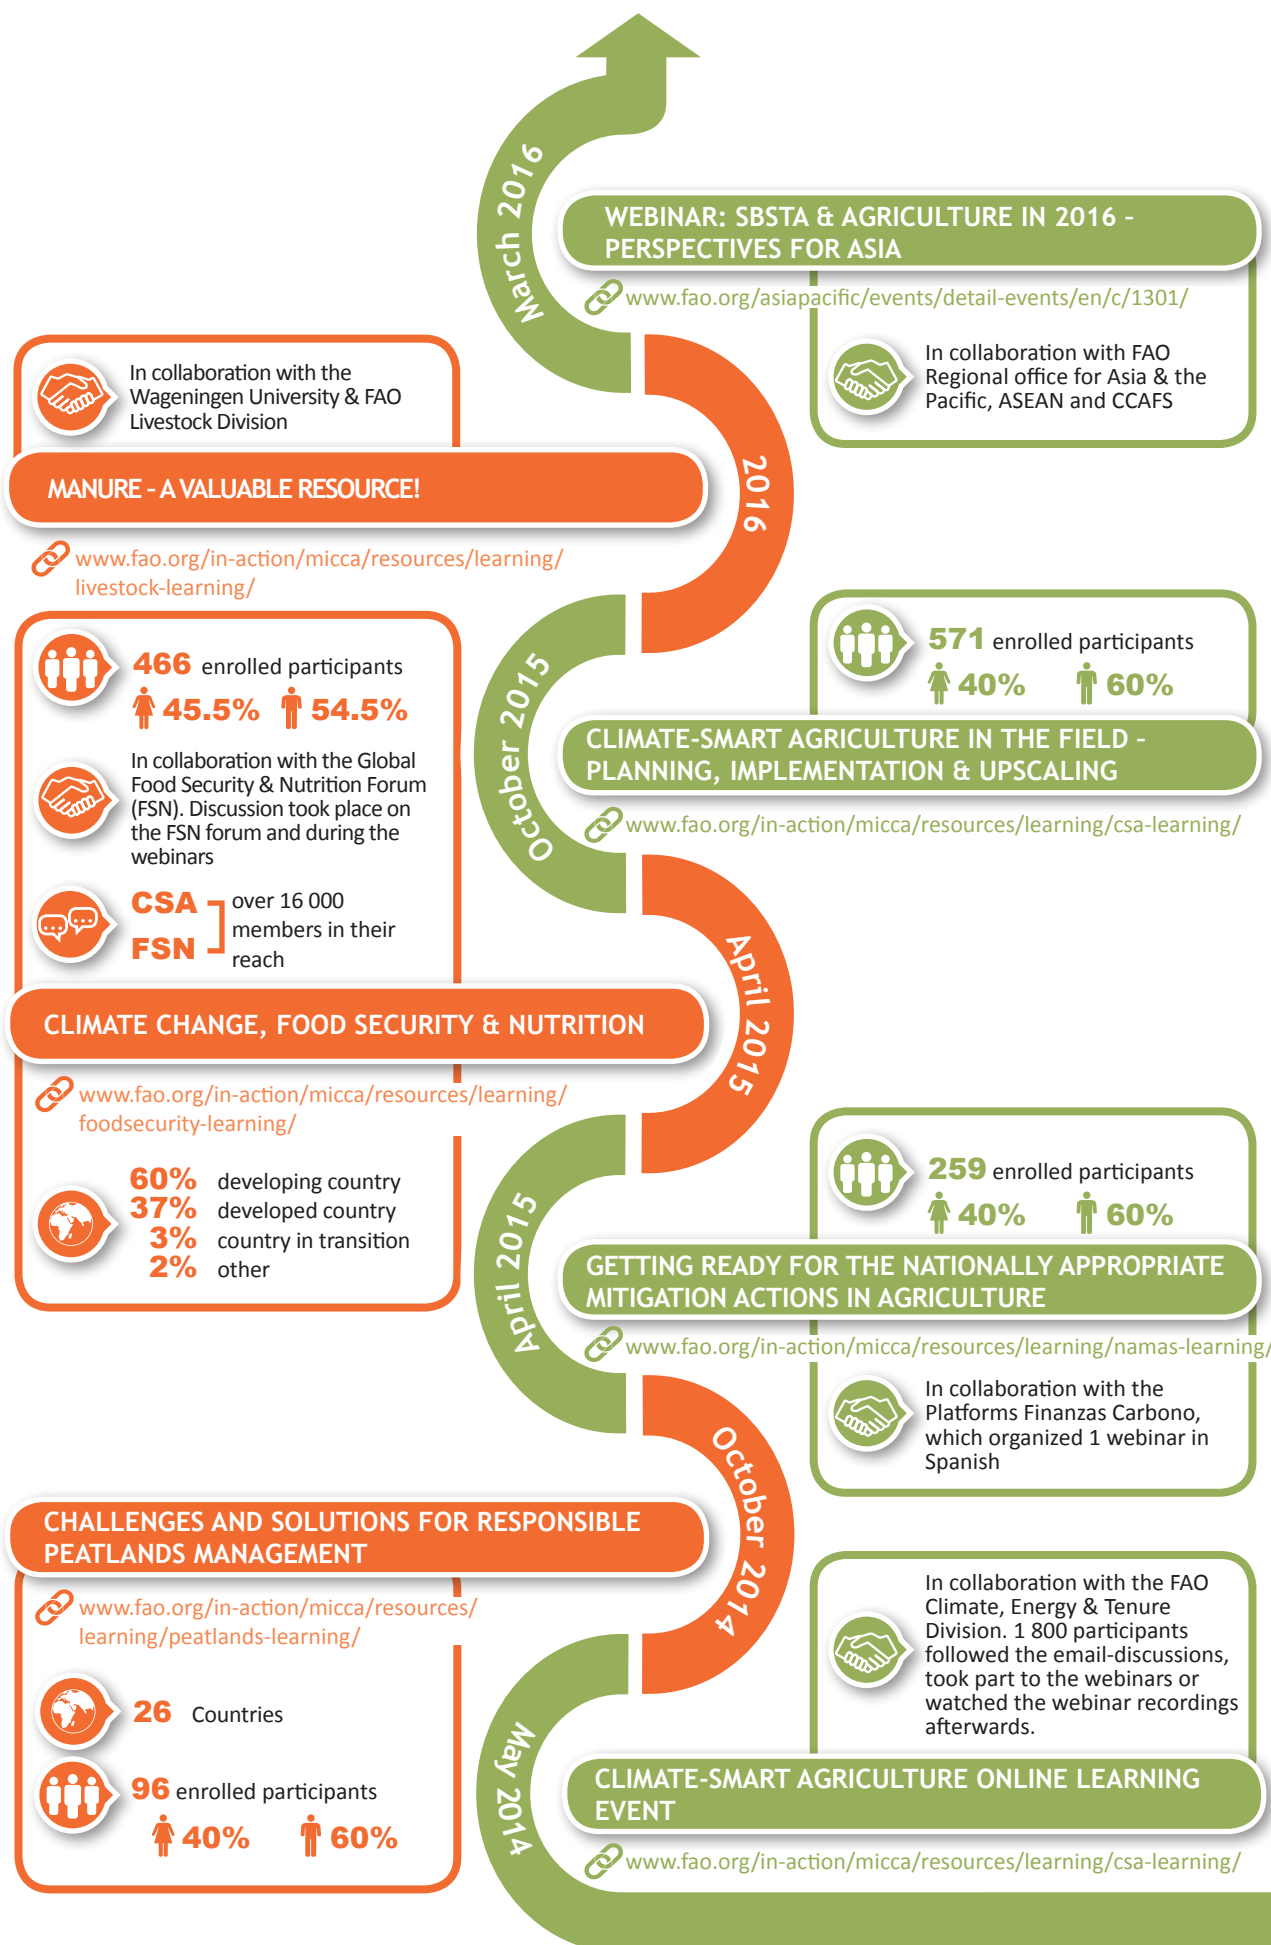 March 2016
WEBINAR: SBSTA & AGRICULTURE IN 2016 -
PERSPECTIVES FOR ASIA
www.fao.org/asiapacific/events/detail-events/en/c/1301/
In collaboration with FAO
Regional office for Asia & the
Pacific, ASEAN and CCAFS
In collaboration with the
Wageningen University & FAO
Livestock Division
MANURE - A VALUABLE RESOURCE!
2016
www.fao.org/in-action/micca/resources/learning/
livestock-learning/
571 enrolled participants
40% 60%
October 2015
CLIMATE-SMART AGRICULTURE IN THE FIELD -
PLANNING, IMPLEMENTATION & UPSCALING
www.fao.org/in-action/micca/resources/learning/csa-learning/
466 enrolled participants
45.5% 54.5%
In collaboration with the Global
Food Security & Nutrition Forum
(FSN). Discussion took place on
the FSN forum and during the
webinars
CSA
FSN
over 16 000
members in their
reach
CLIMATE CHANGE, FOOD SECURITY & NUTRITION
April 2015
www.fao.org/in-action/micca/resources/learning/
foodsecurity-learning/
60% developing country
37% developed country
3% country in transition
2% other
259 enrolled participants
40% 60%
April 2015
GETTING READY FOR THE NATIONALLY APPROPRIATE
MITIGATION ACTIONS IN AGRICULTURE
www.fao.org/in-action/micca/resources/learning/namas-learning/
In collaboration with the
Platforms Finanzas Carbono,
which organized 1 webinar in
Spanish
October 2014
CHALLENGES AND SOLUTIONS FOR RESPONSIBLE
PEATLANDS MANAGEMENT
www.fao.org/in-action/micca/resources/
learning/peatlands-learning/
26 Countries
96 enrolled participants
40% 60%
In collaboration with the FAO
Climate, Energy & Tenure
Division. 1 800 participants
followed the email-discussions,
took part to the webinars or
watched the webinar recordings
afterwards.
May 2014
CLIMATE-SMART AGRICULTURE ONLINE LEARNING
EVENT
www.fao.org/in-action/micca/resources/learning/csa-learning/